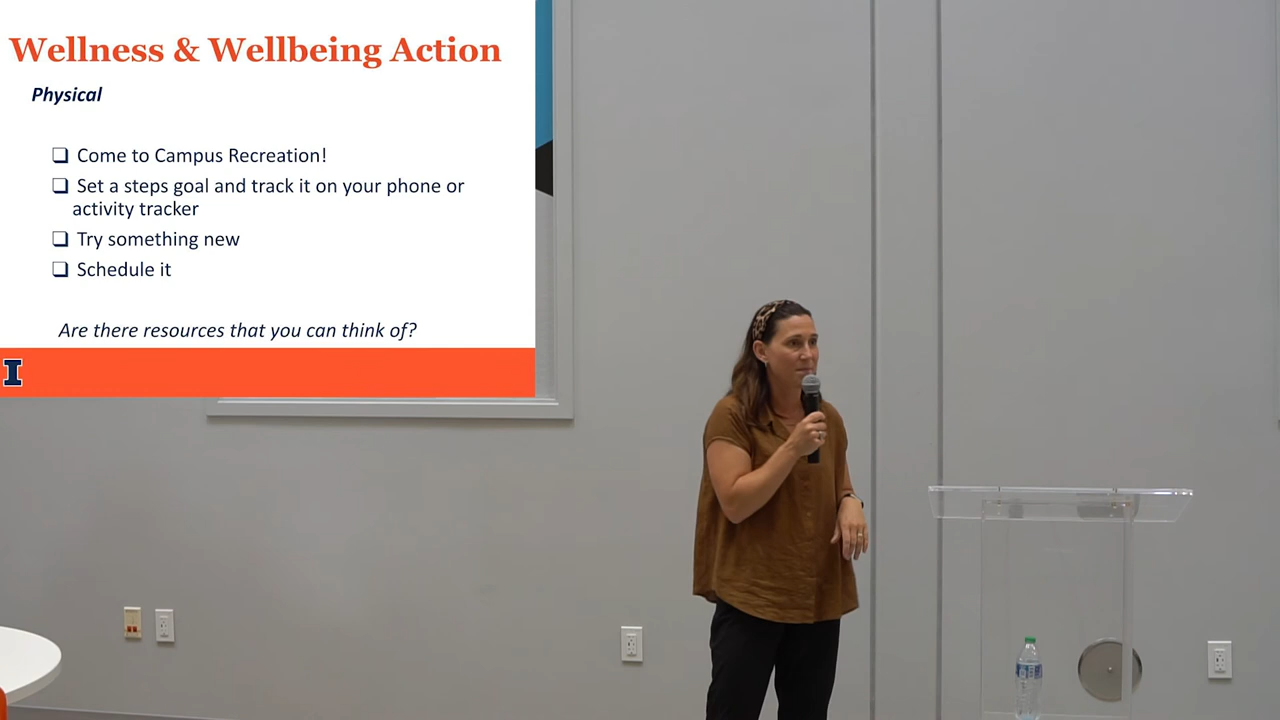 Wellness & Wellbeing Action
Physical
❑ Come to Campus Recreation!
❑ Set a steps goal and track it on your phone or
activity tracker
❑ Try something new
❑ Schedule it
Are there resources that you can think of?
I